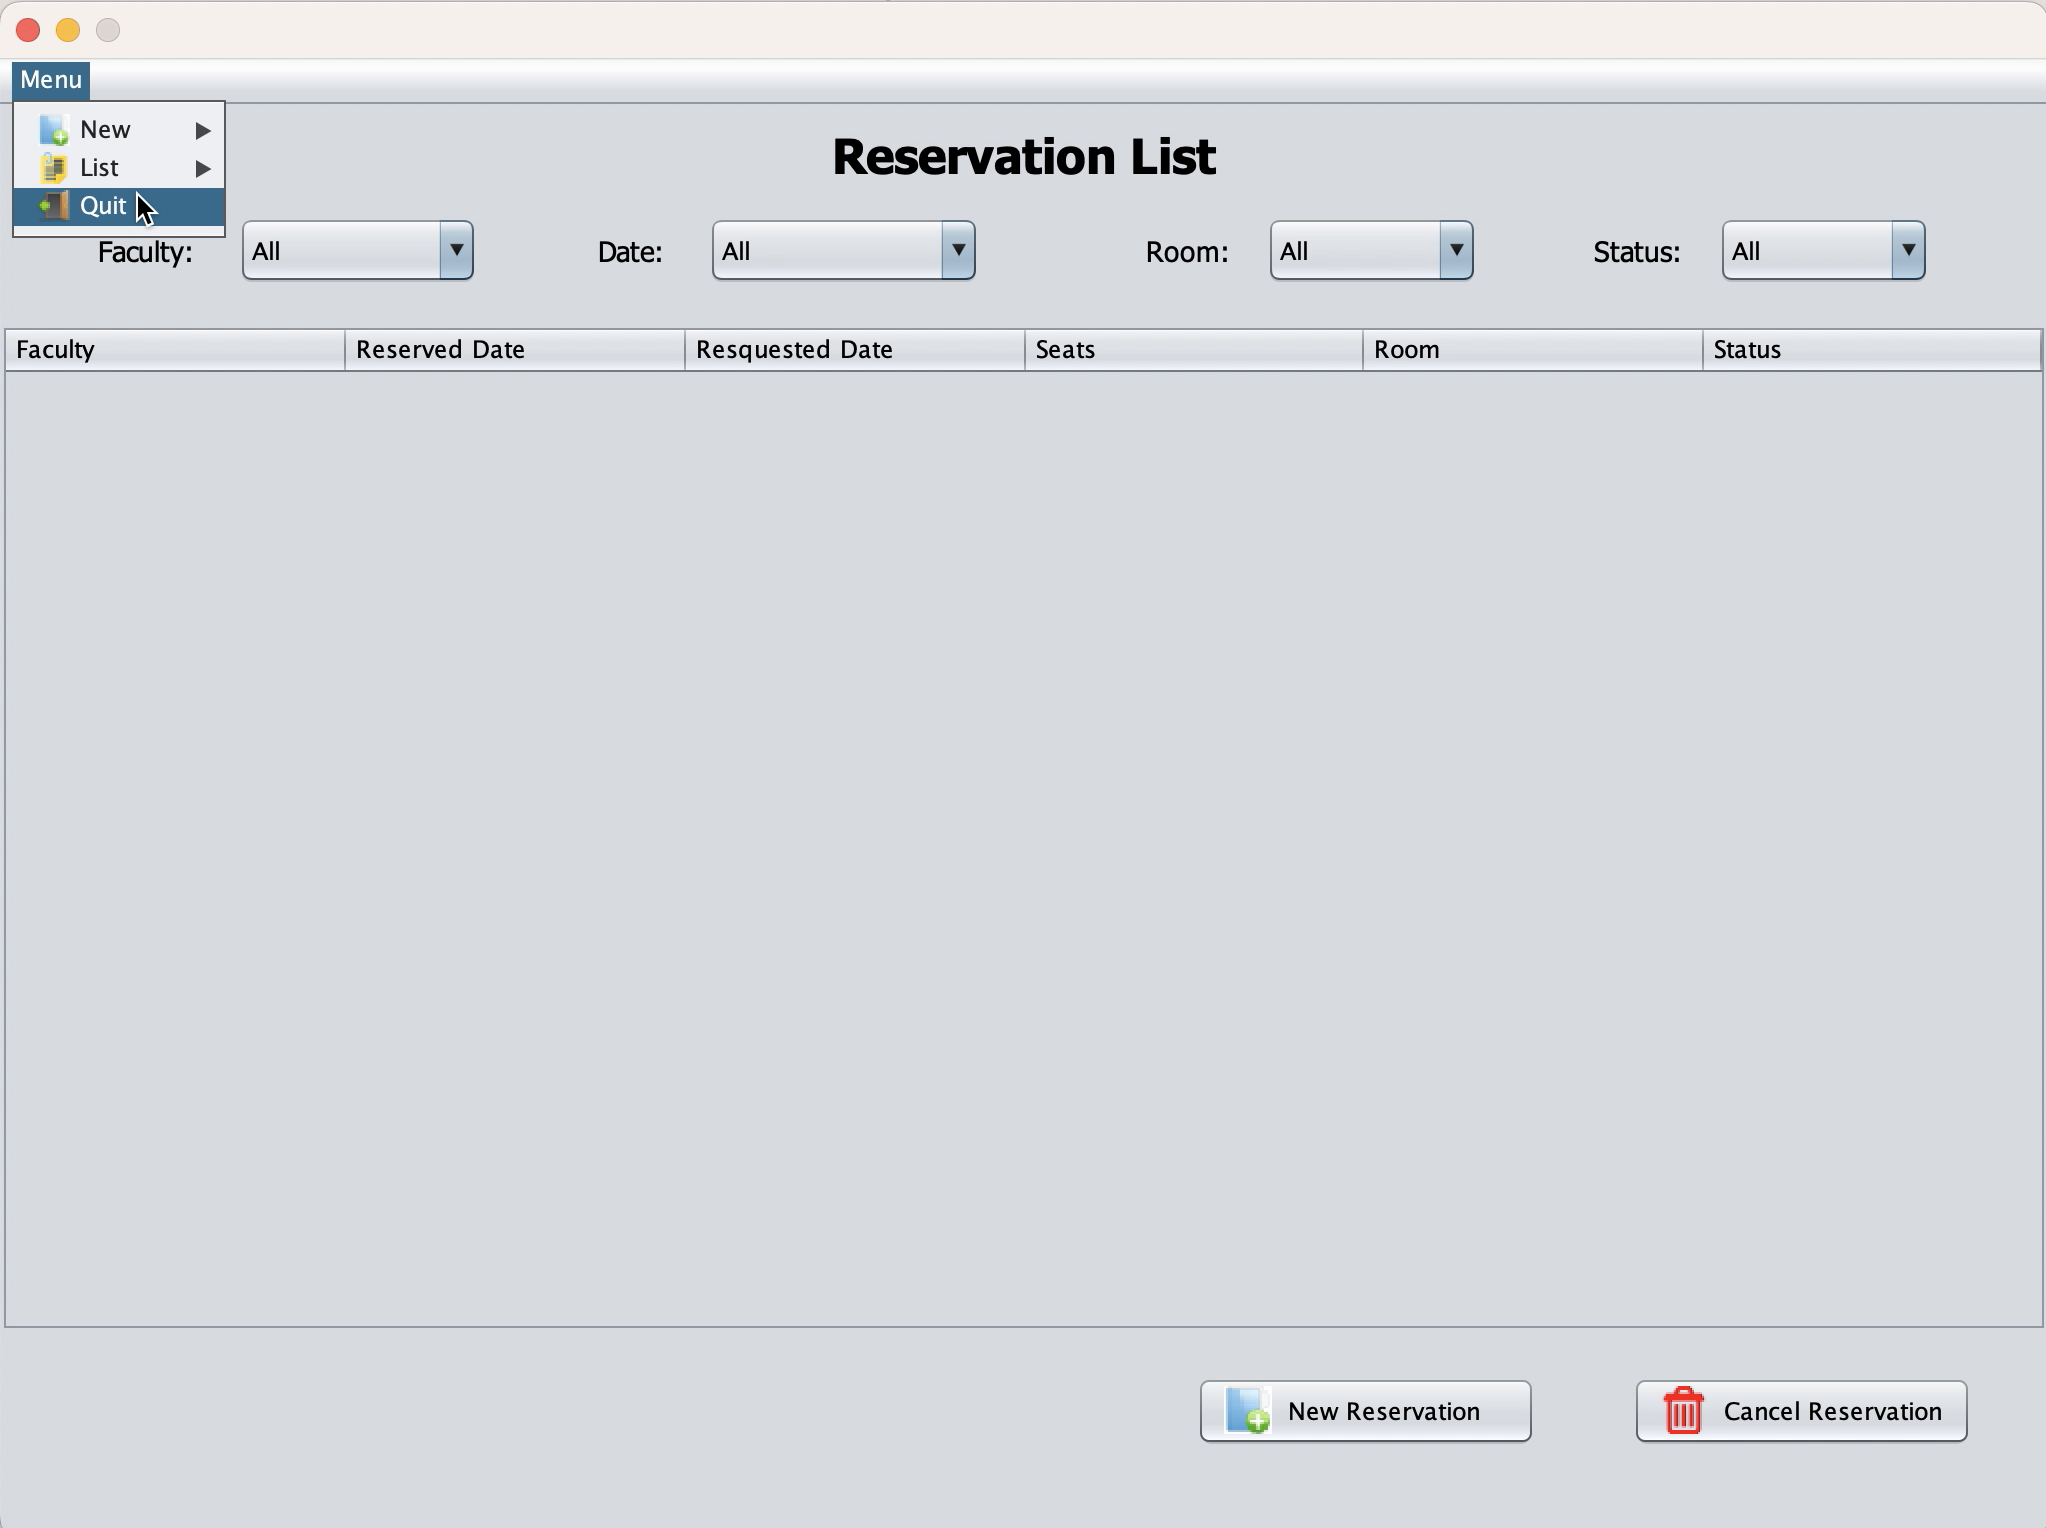 Menu
New
List
Quit
Reservation List
Faculty: All Date: All Room: All Status: All
Faculty Reserved Date Resquested Date Seats Room Status
New Reservation Cancel Reservation